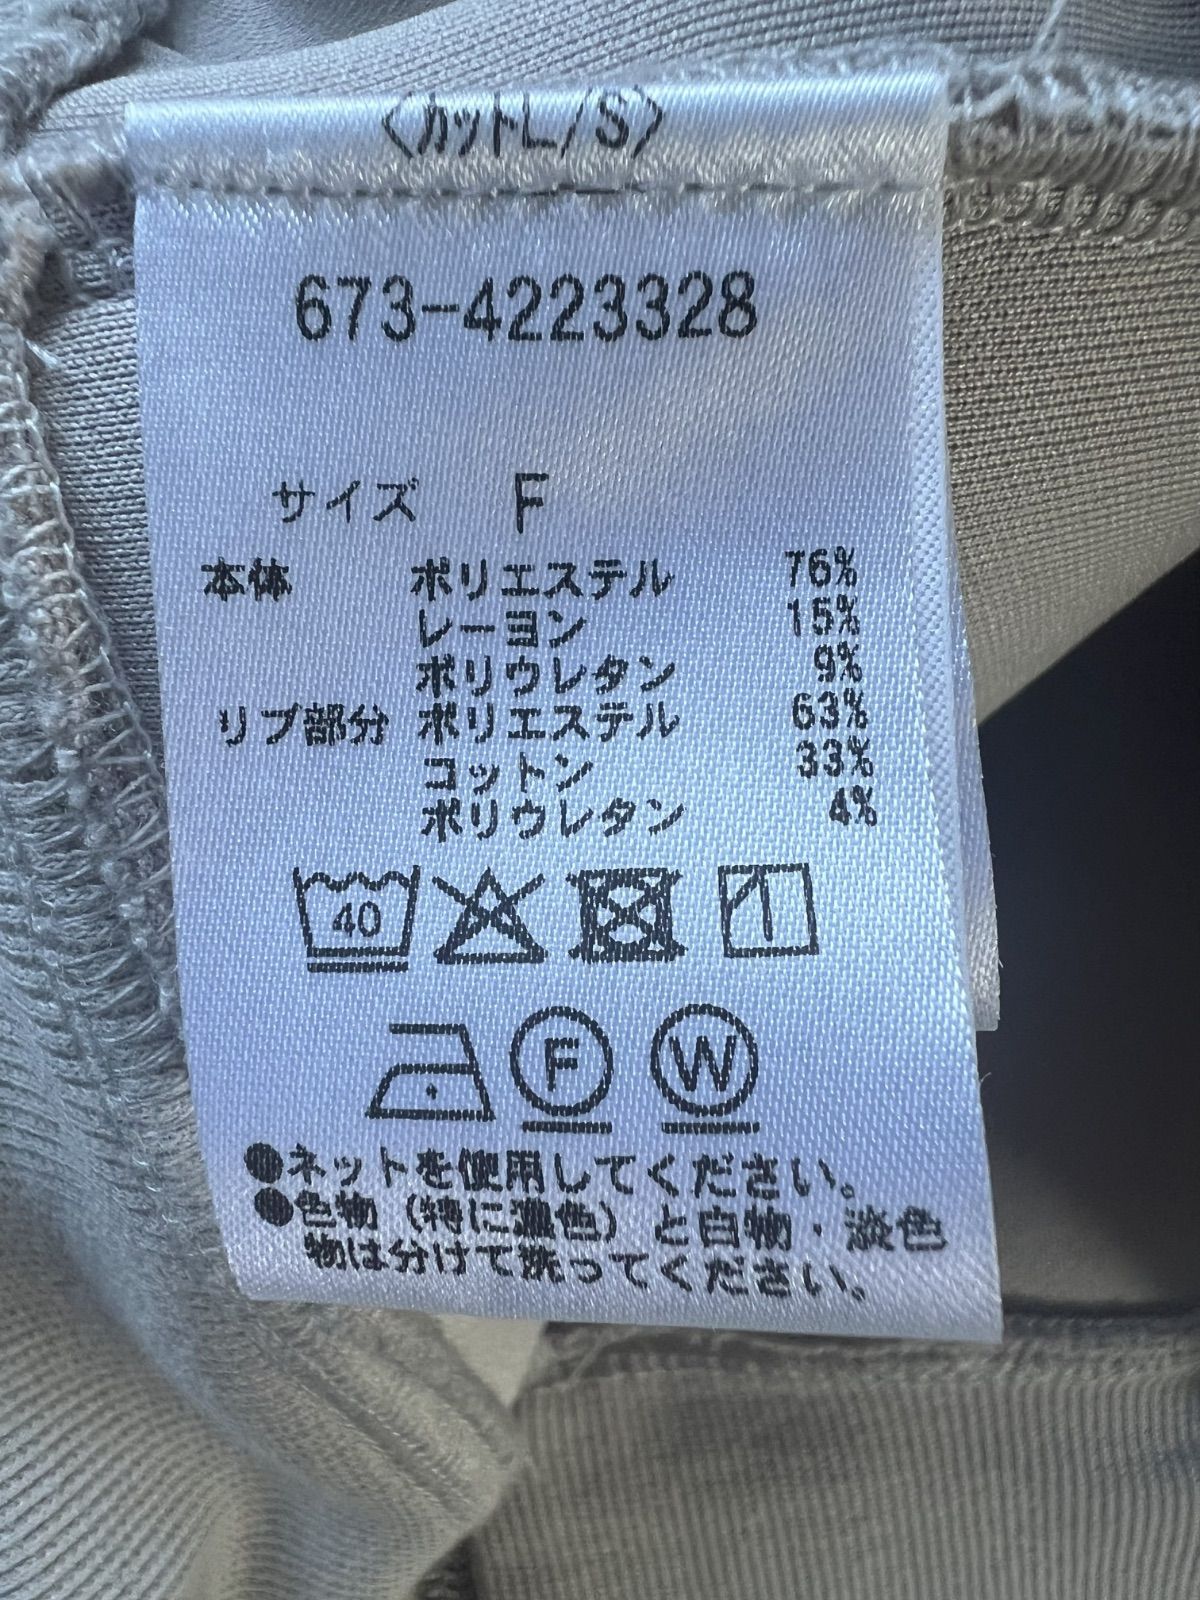 〈カットL/S〉
673-4223328
サイズ F
本体 ポリエステル 76%
レーヨン 15%
ポリウレタン 9%
リブ部分 ポリエステル 63%
コットン 33%
ポリウレタン 4%
40
F W
●ネットを使用してください。
●色物(特に濃色)と白物・淡色
物は分けて洗ってください。